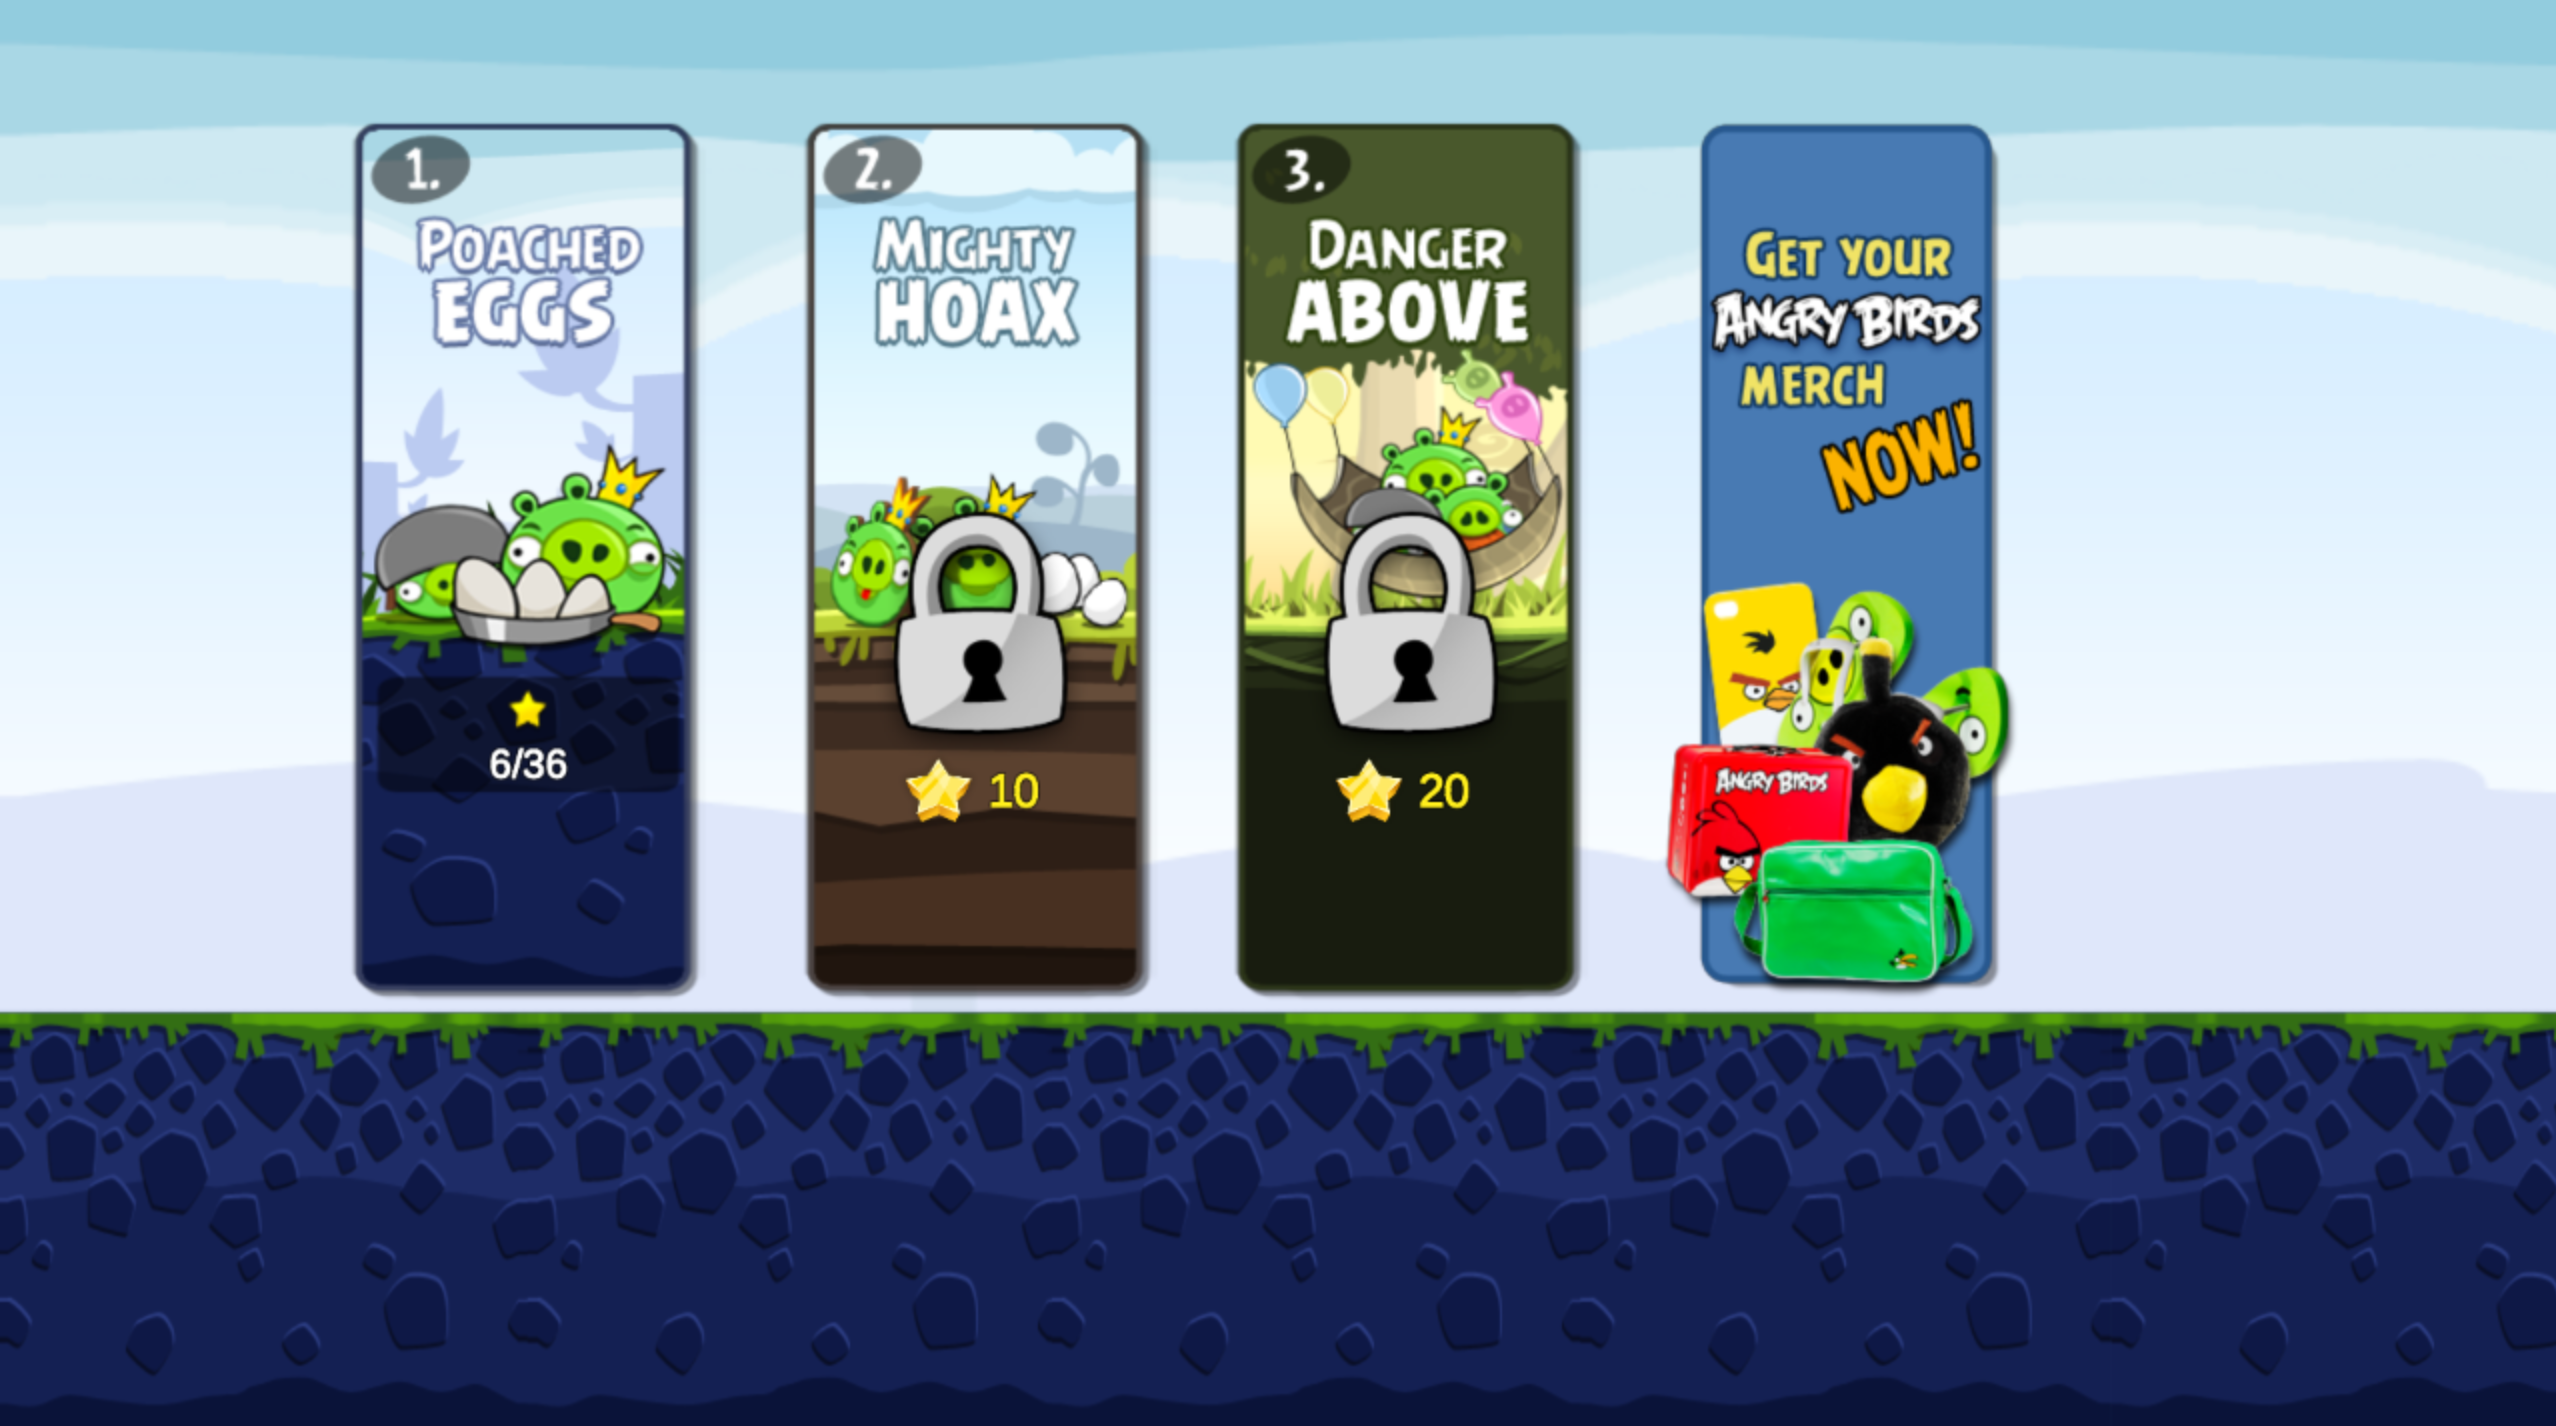 1.
POACHED
EGGS
6/36
2.
MIGHTY
HOAX
10
3.
DANGER
ABOVE
20
GET YOUR
ANGRY BIRDS
MERCH
NOW!
ANGRY BIRDS